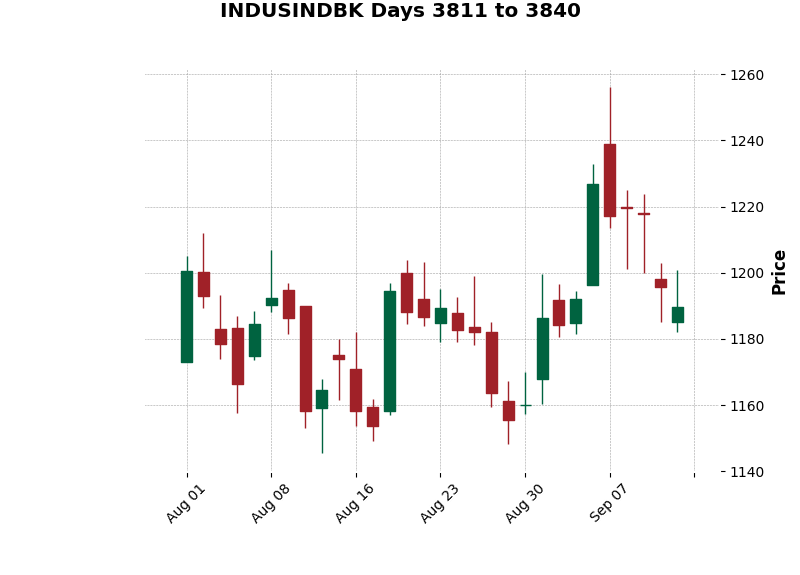 INDUSINDBK Days 3811 to 3840
1260
1240
1220
1200
1180
1160
1140
Price
Aug 01
Aug 08
Aug 16
Aug 23
Aug 30
Sep 07